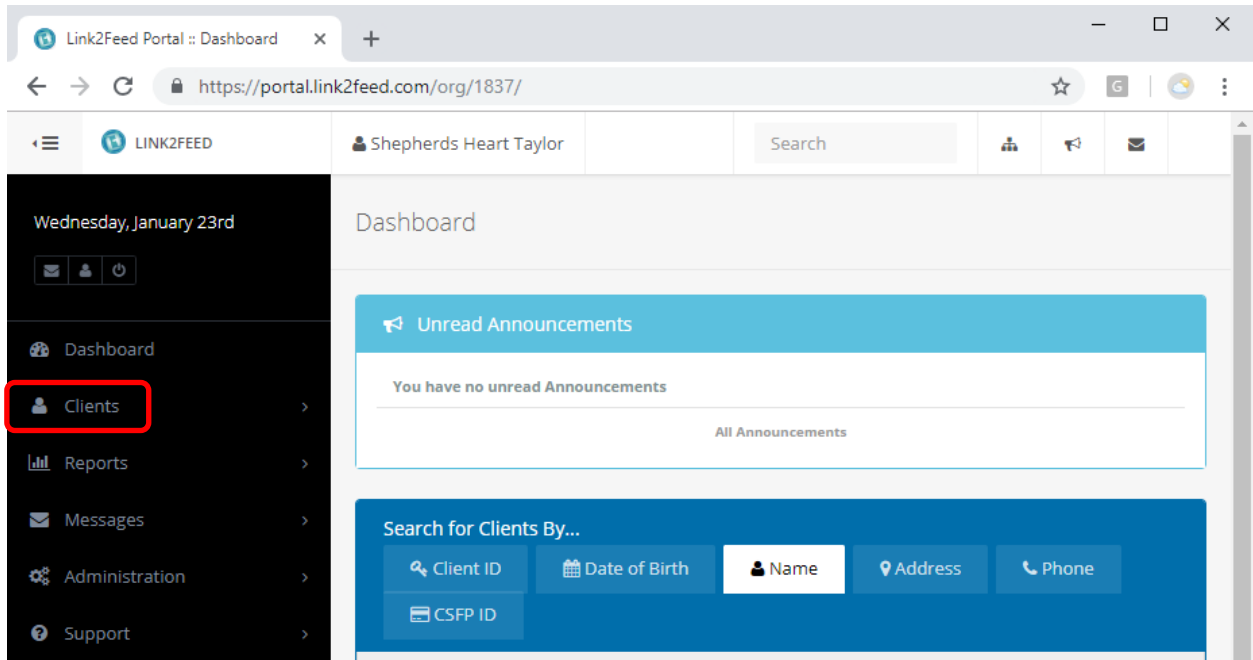 Link2Feed Portal :: Dashboard
https://portal.link2feed.com/org/1837/
G
LINK2FEED
Shepherds Heart Taylor
Search
Wednesday, January 23rd
Dashboard
Unread Announcements
You have no unread Announcements
All Announcements
Dashboard
Clients
Reports
Messages
Administration
Support
Search for Clients By...
Client ID
Date of Birth
Name
Address
Phone
CSFP ID